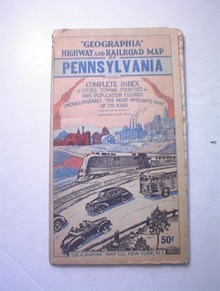 "GEOGRAPHIA"
HIGHWAY AND RAILROAD MAP
OF
PENNSYLVANIA
COMPLETE INDEX
of CITIES, TOWNS, COUNTIES,
AND POPULATION FIGURES
UNCHALLENGEABLY THE MOST UP-TO-DATE MAP
OF ITS KIND
50¢
"GEOGRAPHIA" MAP CO., NEW YORK, N.Y.